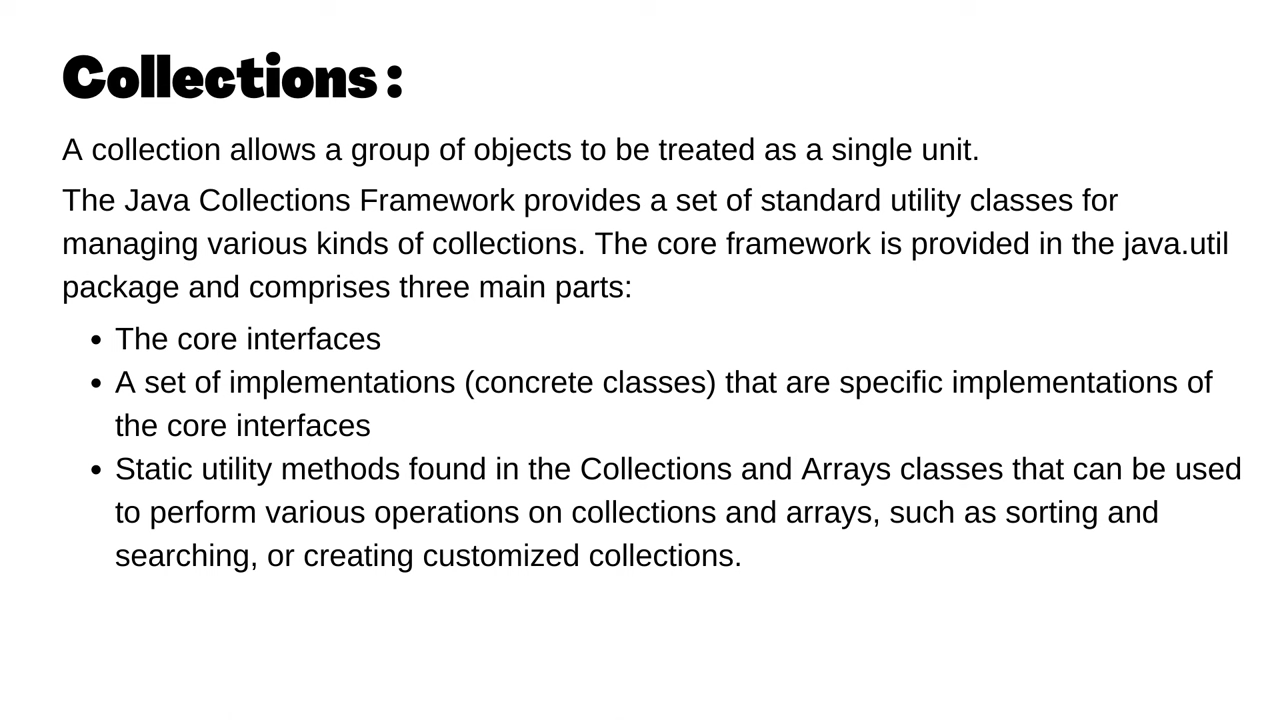 Collections:
A collection allows a group of objects to be treated as a single unit.
The Java Collections Framework provides a set of standard utility classes for
managing various kinds of collections. The core framework is provided in the java.util
package and comprises three main parts:
• The core interfaces
• A set of implementations (concrete classes) that are specific implementations of
the core interfaces
• Static utility methods found in the Collections and Arrays classes that can be used
to perform various operations on collections and arrays, such as sorting and
searching, or creating customized collections.